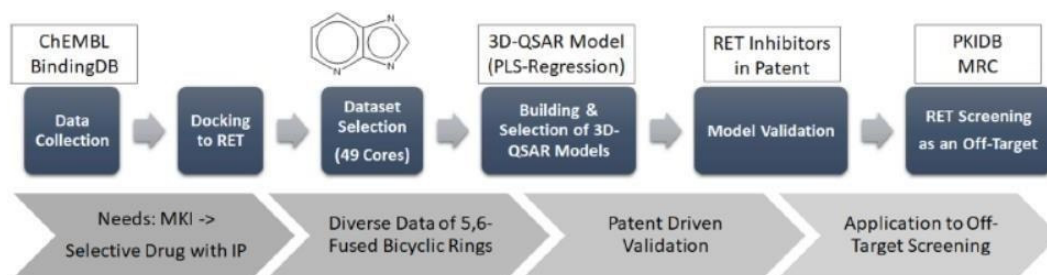 ChEMBL
BindingDB
N
N
N
3D-QSAR Model
(PLS-Regression)
RET Inhibitors
in Patent
PKIDB
MRC
Data
Collection
Docking
to RET
Dataset
Selection
(49 Cores)
Building &
Selection of 3D-
QSAR Models
Model Validation
RET Screening
as an Off-Target
Needs: MKI ->
Selective Drug with IP
Diverse Data of 5,6-
Fused Bicyclic Rings
Patent Driven
Validation
Application to Off-
Target Screening